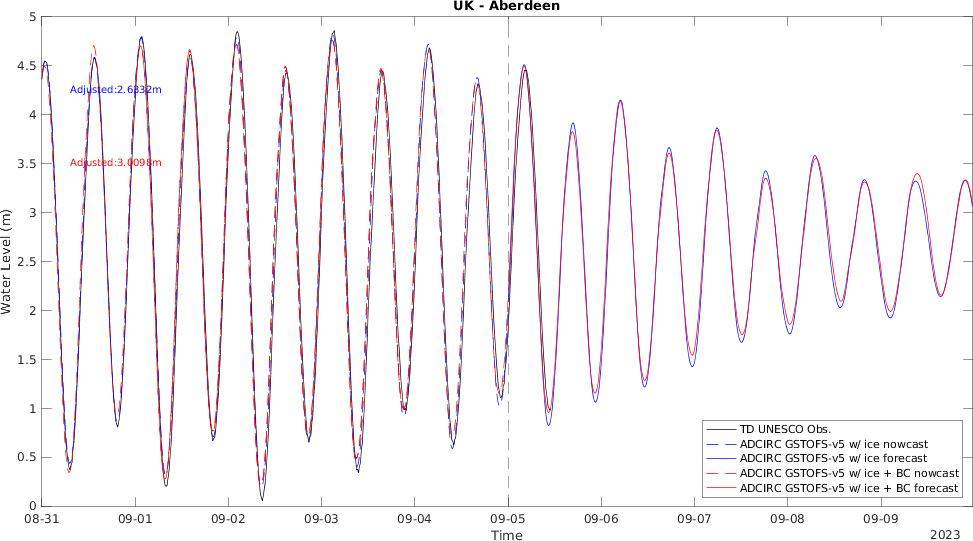 UK - Aberdeen
5
4.5
4
3.5
3
2.5
2
1.5
1
0.5
0
Water Level (m)
Adjusted:2.6332m
Adjusted:3.0098m
TD UNESCO Obs.
ADCIRC GSTOFS-v5 w/ ice nowcast
ADCIRC GSTOFS-v5 w/ ice forecast
ADCIRC GSTOFS-v5 w/ ice + BC nowcast
ADCIRC GSTOFS-v5 w/ ice + BC forecast
08-31 09-01 09-02 09-03 09-04 09-05 09-06 09-07 09-08 09-09
Time
2023